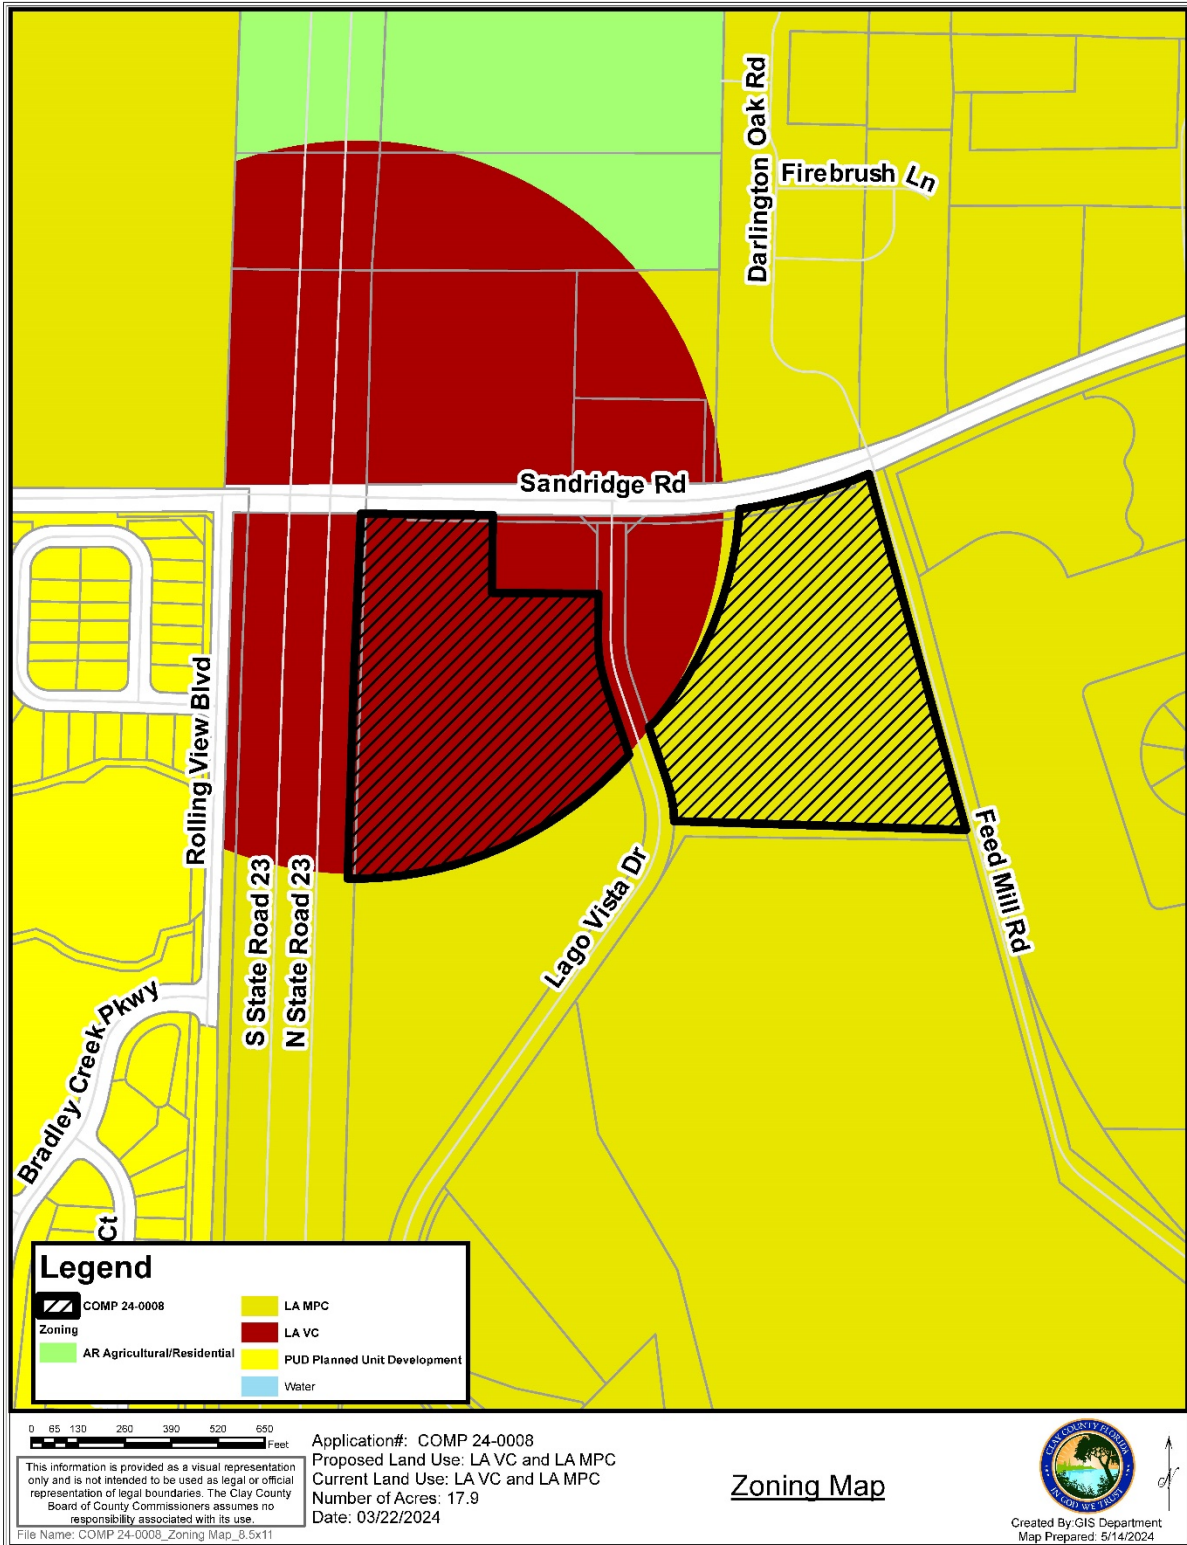 Darlington Oak Rd
Firebrush Ln
Sandridge Rd
Rolling View Blvd
S State Road 23
N State Road 23
Lago Vista Dr
Feed Mill Rd
Bradley Creek Pkwy
Ct
Legend
COMP 24-0008
Zoning
AR Agricultural/Residential
LA MPC
LA VC
PUD Planned Unit Development
Water
0 65 130 260 390 520 650
Feet
This information is provided as a visual representation
only and is not intended to be used as legal or official
representation of legal boundaries. The Clay County
Board of County Commissioners assumes no
responsibility associated with its use.
File Name: COMP 24-0008_Zoning Map_8.5x11
Application#: COMP 24-0008
Proposed Land Use: LA VC and LA MPC
Current Land Use: LA VC and LA MPC
Number of Acres: 17.9
Date: 03/22/2024
Zoning Map
CLAY COUNTY FLORIDA
IN GOD WE TRUST
N
Created By:GIS Department
Map Prepared: 5/14/2024